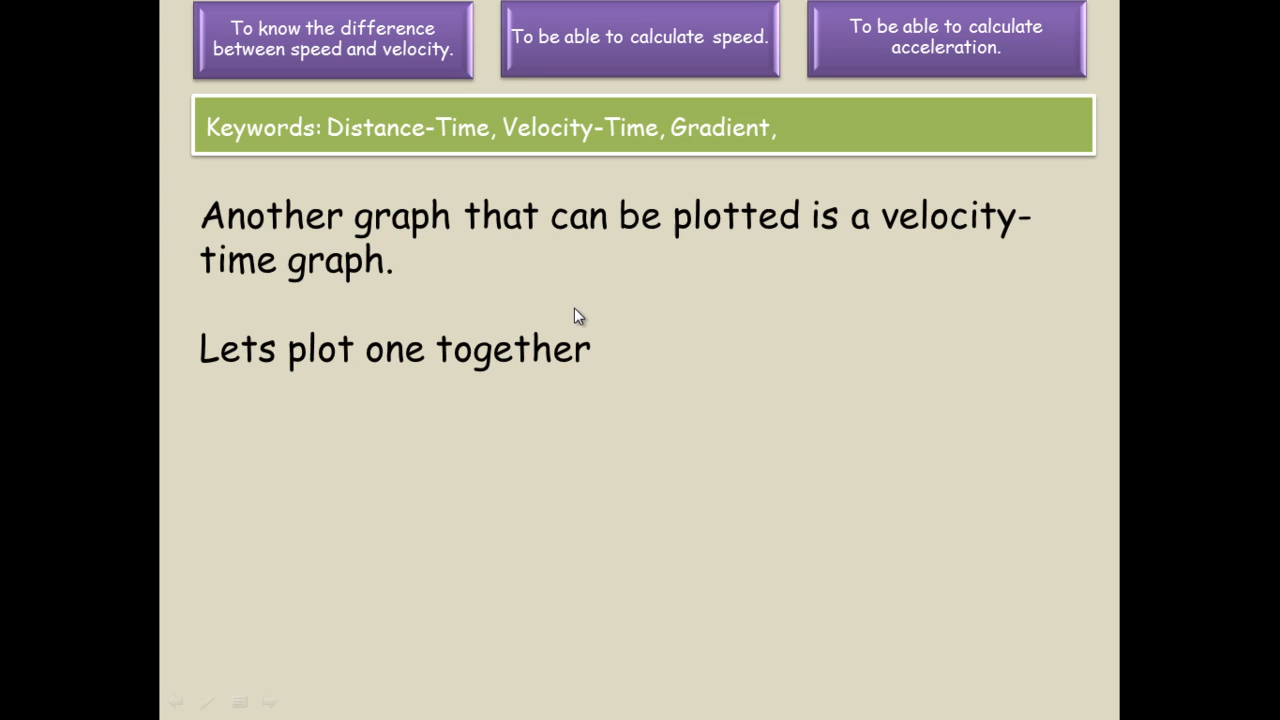 To know the difference
between speed and velocity.
To be able to calculate speed.
To be able to calculate
acceleration.
Keywords: Distance-Time, Velocity-Time, Gradient,
Another graph that can be plotted is a velocity-
time graph.
Lets plot one together